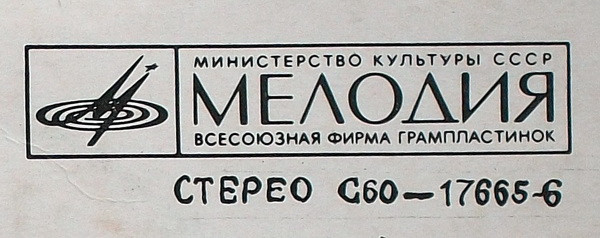 МИНИСТЕРСТВО КУЛЬТУРЫ СССР
МЕЛОДИЯ
ВСЕСОЮЗНАЯ ФИРМА ГРАМПЛАСТИНОК
СТЕРЕО С60—17665-6